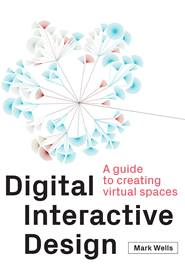 A guide
to creating
virtual spaces
Digital
Interactive
Design
Mark Wells